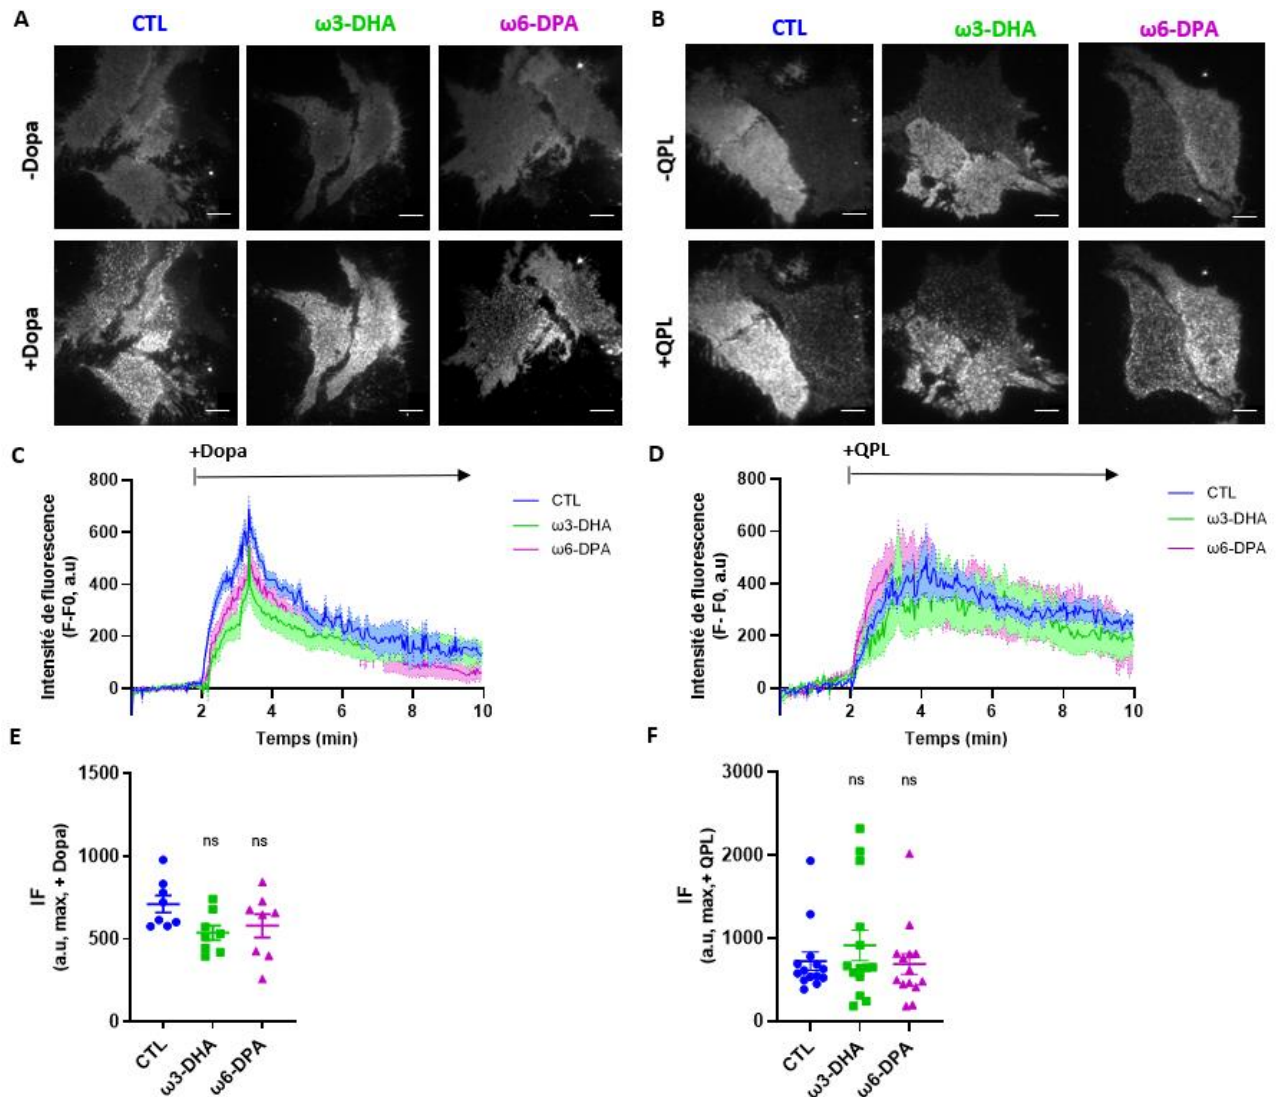 A
CTL
ω3-DHA
ω6-DPA
-Dopa
+Dopa
B
CTL
ω3-DHA
ω6-DPA
-QPL
+QPL
C
+Dopa
Intensité de fluorescence
(F-F0, a.u)
800
600
400
200
0
2
4
6
8
10
Temps (min)
CTL
ω3-DHA
ω6-DPA
D
+QPL
Intensité de fluorescence
(F- F0, a.u)
800
600
400
200
0
0
2
4
6
8
10
Temps (min)
CTL
ω3-DHA
ω6-DPA
E
IF
(a.u, max, + Dopa)
1500
1000
500
0
ns
ns
CTL
ω3-DHA
ω6-DPA
F
IF
(a.u, max,+ QPL)
3000
2000
1000
0
ns
ns
CTL
ω3-DHA
ω6-DPA